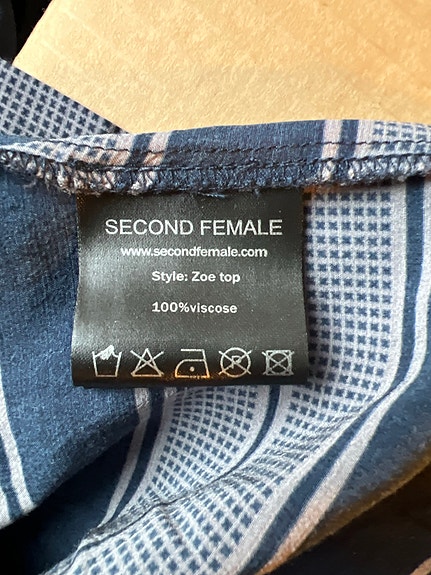 SECOND FEMALE
www.secondfemale.com
Style: Zoe top
100%viscose